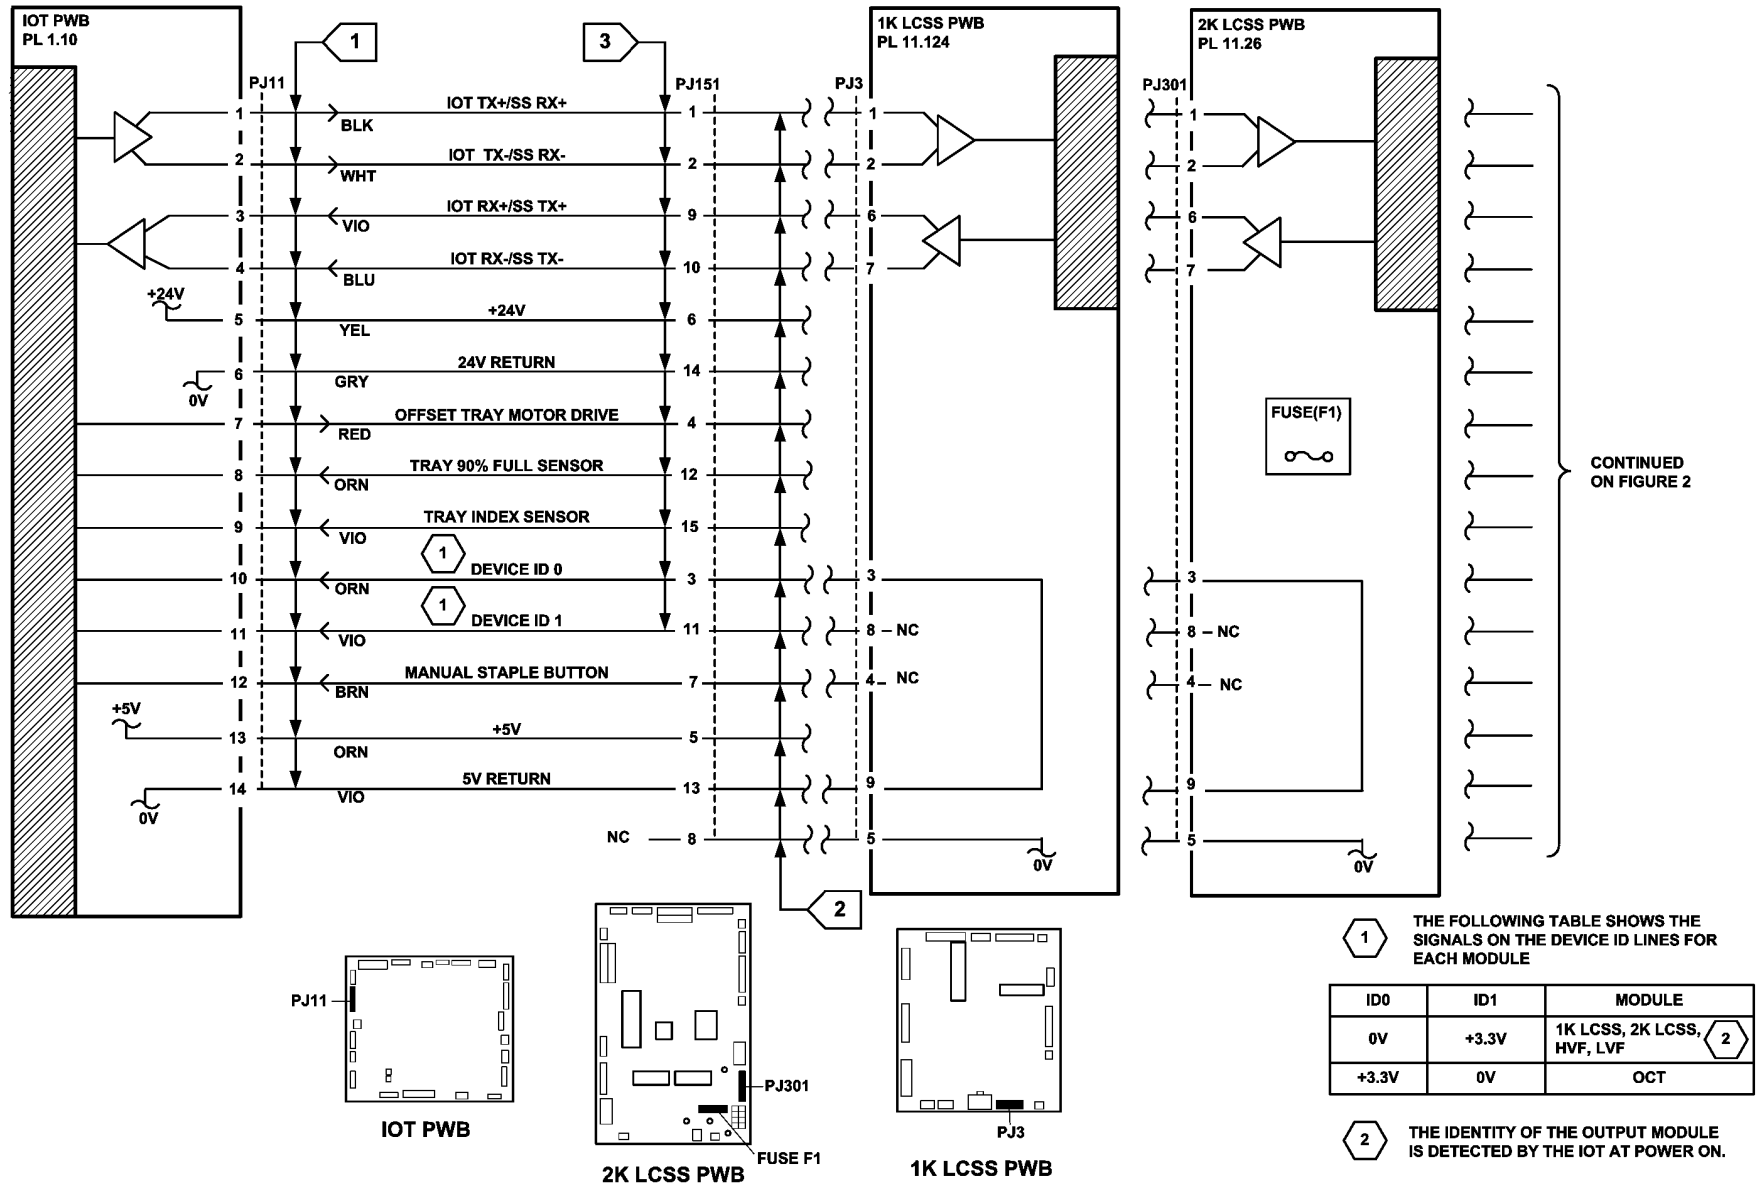 IOT PWB
PL 1.10
1
3
1K LCSS PWB
PL 11.124
2K LCSS PWB
PL 11.26
PJ11
PJ151
PJ3
PJ301
1
IOT TX+/SS RX+
BLK
1
1
1
2
IOT TX-/SS RX-
WHT
2
2
2
3
IOT RX+/SS TX+
VIO
9
6
6
4
IOT RX-/SS TX-
BLU
10
7
7
+24V
5
+24V
YEL
6
0V
6
24V RETURN
GRY
14
7
OFFSET TRAY MOTOR DRIVE
RED
4
FUSE(F1)
8
TRAY 90% FULL SENSOR
ORN
12
CONTINUED
ON FIGURE 2
9
TRAY INDEX SENSOR
VIO
15
1
10
DEVICE ID 0
ORN
3
3
3
1
11
DEVICE ID 1
VIO
11
8 NC
8 NC
12
MANUAL STAPLE BUTTON
BRN
7
4 NC
4 NC
+5V
13
+5V
ORN
5
0V
14
5V RETURN
VIO
13
9
9
NC
8
5
0V
5
0V
2
PJ11
IOT PWB
PJ301
FUSE F1
2K LCSS PWB
PJ3
1K LCSS PWB
1
THE FOLLOWING TABLE SHOWS THE
SIGNALS ON THE DEVICE ID LINES FOR
EACH MODULE
ID0 ID1 MODULE
0V +3.3V 1K LCSS, 2K LCSS,
HVF, LVF
2
+3.3V 0V OCT
2
THE IDENTITY OF THE OUTPUT MODULE
IS DETECTED BY THE IOT AT POWER ON.